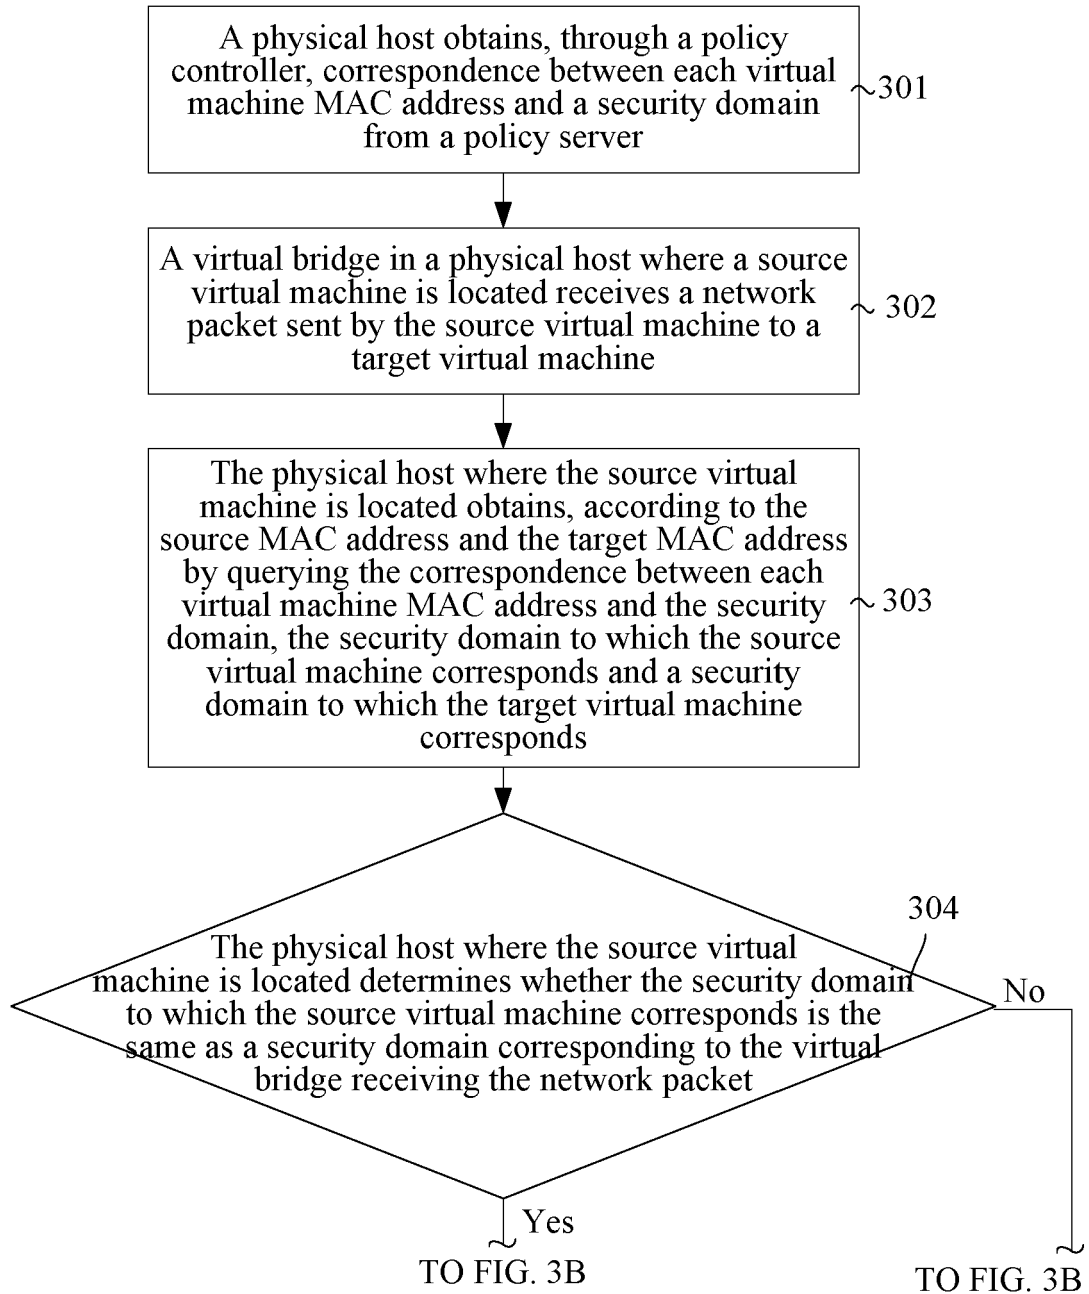 A physical host obtains, through a policy
controller, correspondence between each virtual
machine MAC address and a security domain
from a policy server
301
A virtual bridge in a physical host where a source
virtual machine is located receives a network
packet sent by the source virtual machine to a
target virtual machine
302
The physical host where the source virtual
machine is located obtains, according to the
source MAC address and the target MAC address
by querying the correspondence between each
virtual machine MAC address and the security
domain, the security domain to which the source
virtual machine corresponds and a security
domain to which the target virtual machine
corresponds
303
304
The physical host where the source virtual
machine is located determines whether the security domain
to which the source virtual machine corresponds is the
same as a security domain corresponding to the virtual
bridge receiving the network packet
No
Yes
TO FIG. 3B
TO FIG. 3B